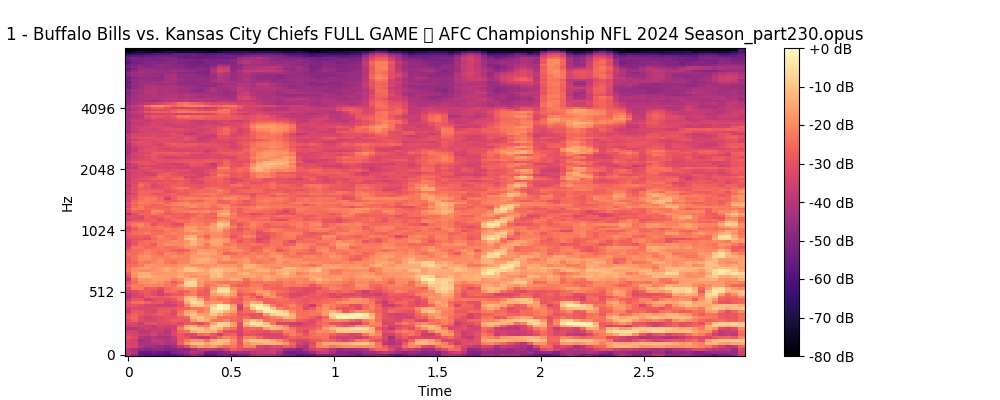 1 - Buffalo Bills vs. Kansas City Chiefs FULL GAME ▯ AFC Championship NFL 2024 Season_part230.opus
+0 dB
-10 dB
-20 dB
-30 dB
-40 dB
-50 dB
-60 dB
-70 dB
-80 dB
Hz
4096
2048
1024
512
0
0
0.5
1
1.5
2
2.5
Time